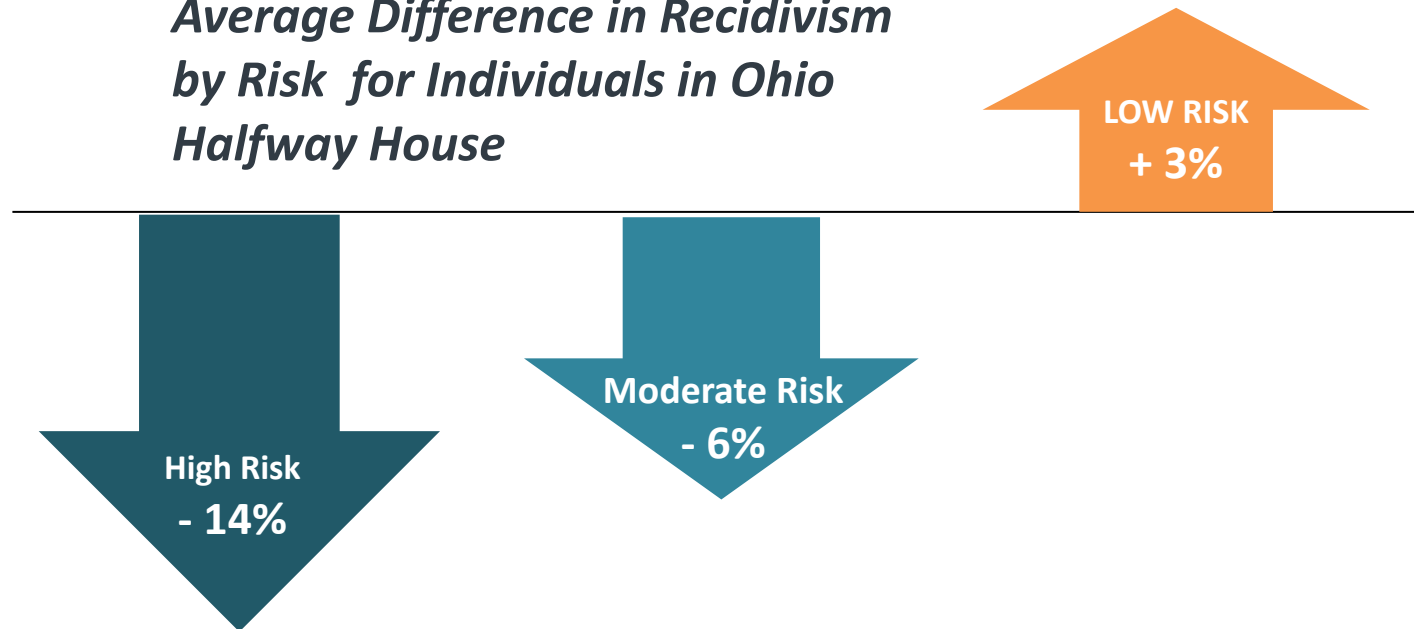 Average Difference in Recidivism
by Risk  for Individuals in Ohio
Halfway House
LOW RISK
+ 3%
Moderate Risk
- 6%
High Risk
- 14%